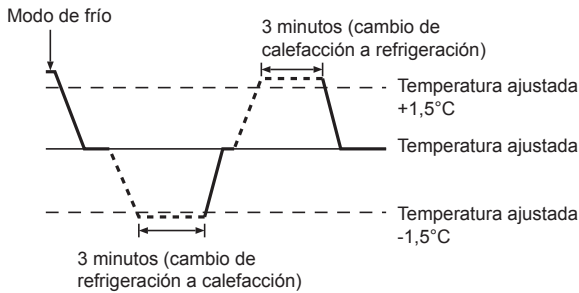 Modo de frío
3 minutos (cambio de
calefacción a refrigeración)
Temperatura ajustada
+1,5°C
Temperatura ajustada
Temperatura ajustada
-1,5°C
3 minutos (cambio de
refrigeración a calefacción)